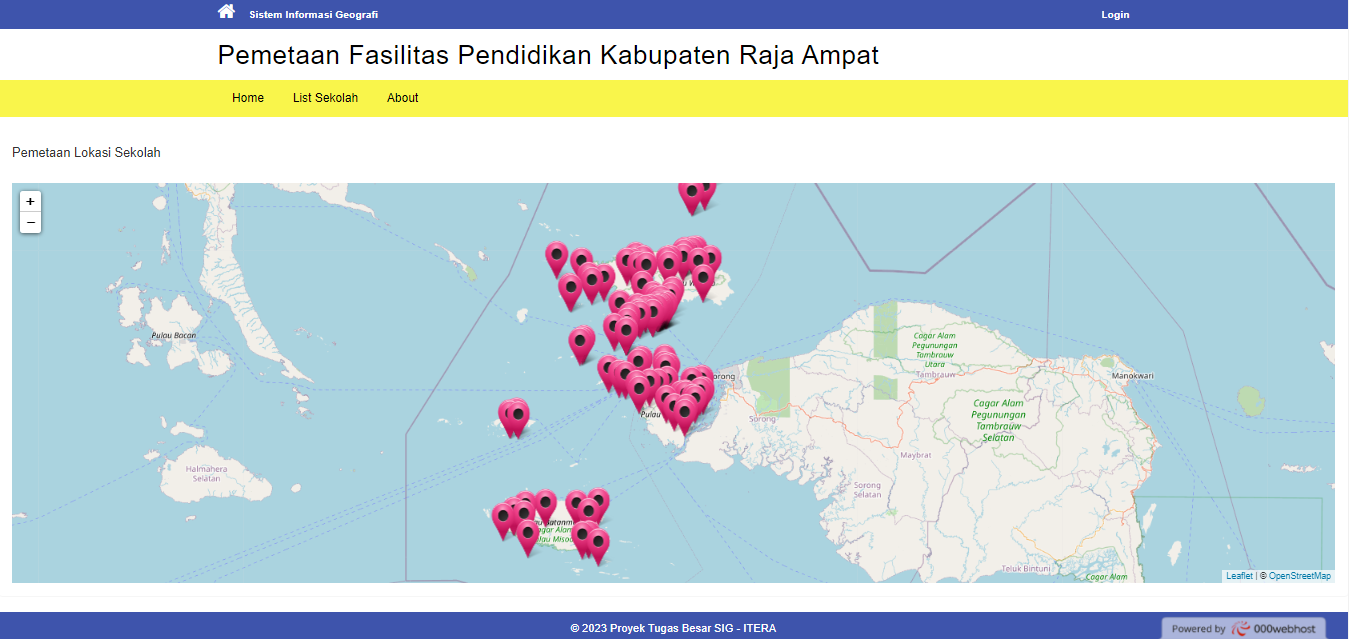 Sistem Informasi Geografi
Login
Pemetaan Fasilitas Pendidikan Kabupaten Raja Ampat
Home
List Sekolah
About
Pemetaan Lokasi Sekolah
+
−
Pulau Bacan
Cagar Alam
Pegunungan
Tambrauw
Utara
Tambrauw
Manokwari
orong
Cagar Alam
Pegunungan
Tambrauw
Selatan
Pulau
Sorong
Maybrat
Halmahera
Selatan
Sorong
Selatan
Teluk Bintuni
Cagar Alam
Leaflet | © OpenStreetMap
© 2023 Proyek Tugas Besar SIG - ITERA
Powered by 000webhost